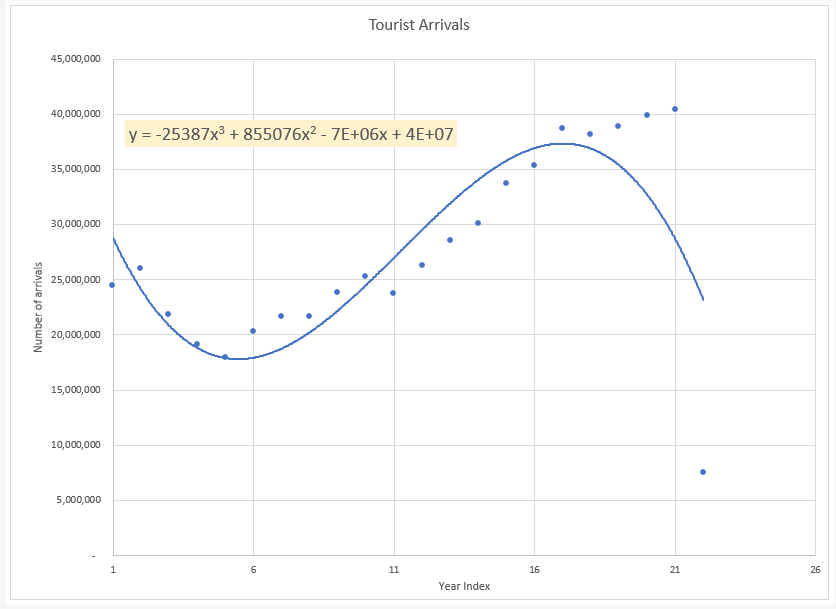 Tourist Arrivals
45,000,000
40,000,000
y = -25387x³ + 855076x² - 7E+06x + 4E+07
35,000,000
30,000,000
25,000,000
Number of arrivals
20,000,000
15,000,000
10,000,000
5,000,000
-
1 6 11 16 21 26
Year Index